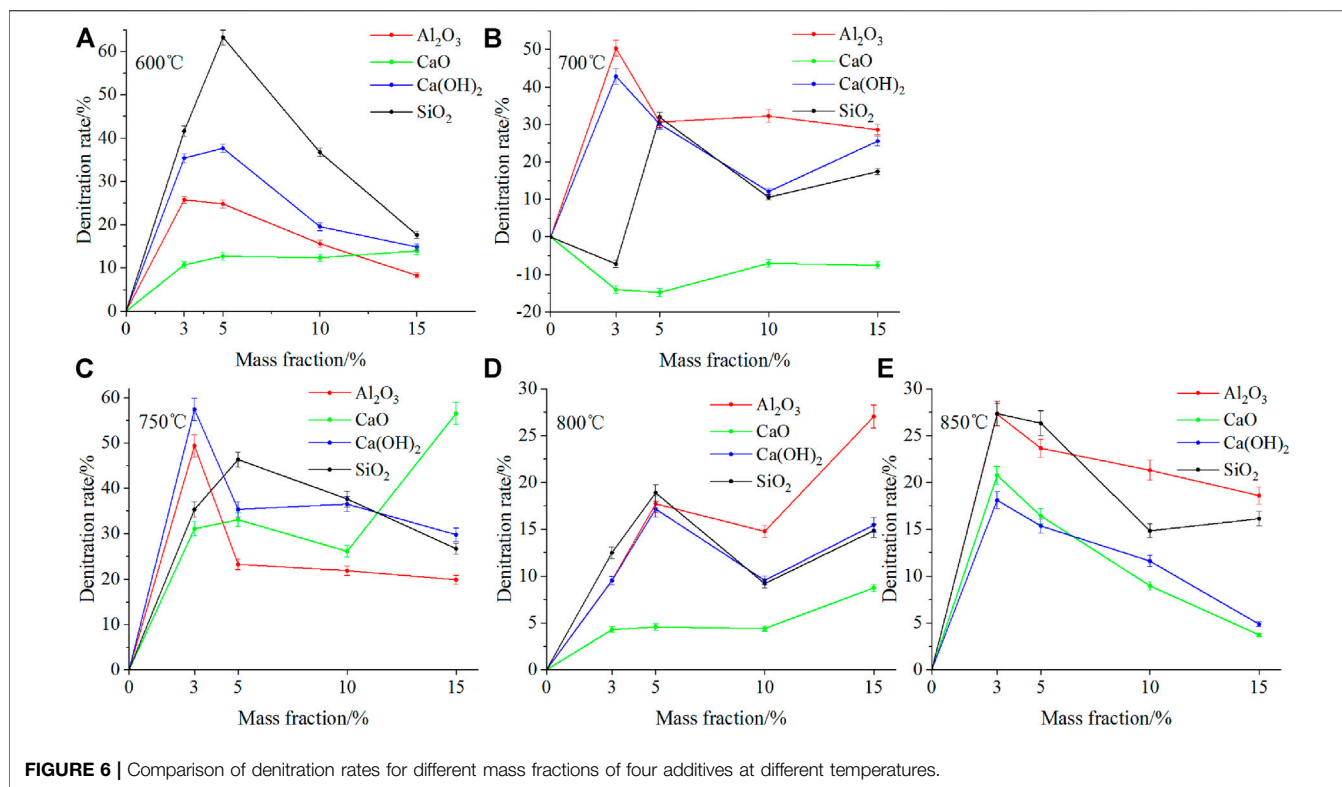 A
600℃
Al₂O₃
CaO
Ca(OH)₂
SiO₂
Denitration rate/%
60
50
40
30
20
10
0
0 3 5 10 15
Mass fraction/%
B
700℃
Al₂O₃
CaO
Ca(OH)₂
SiO₂
Denitration rate/%
50
40
30
20
10
0
-10
-20
0 3 5 10 15
Mass fraction/%
C
750℃
Al₂O₃
CaO
Ca(OH)₂
SiO₂
Denitration rate/%
60
50
40
30
20
10
0
0 3 5 10 15
Mass fraction/%
D
800℃
Al₂O₃
CaO
Ca(OH)₂
SiO₂
Denitration rate/%
30
25
20
15
10
5
0
0 3 5 10 15
Mass fraction/%
E
850℃
Al₂O₃
CaO
Ca(OH)₂
SiO₂
Denitration rate/%
30
25
20
15
10
5
0
0 3 5 10 15
Mass fraction/%
FIGURE 6 | Comparison of denitration rates for different mass fractions of four additives at different temperatures.